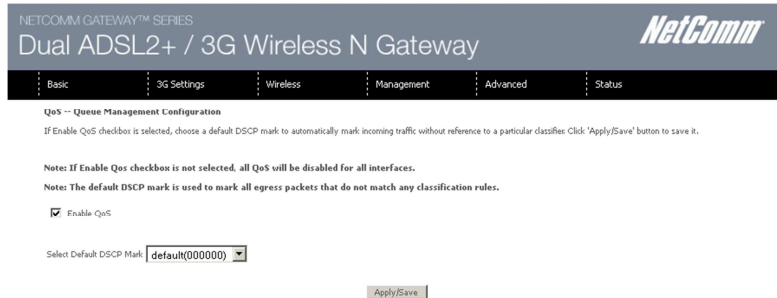 NETCOMM GATEWAY™ SERIES
Dual ADSL2+ / 3G Wireless N Gateway
NetComm
Basic
3G Settings
Wireless
Management
Advanced
Status
QoS -- Queue Management Configuration
If Enable QoS checkbox is selected, choose a default DSCP mark to automatically mark incoming traffic without reference to a particular classifier. Click 'Apply/Save' button to save it.
Note: If Enable Qos checkbox is not selected, all QoS will be disabled for all interfaces.
Note: The default DSCP mark is used to mark all egress packets that do not match any classification rules.
Enable QoS
Select Default DSCP Mark default(000000)
Apply/Save